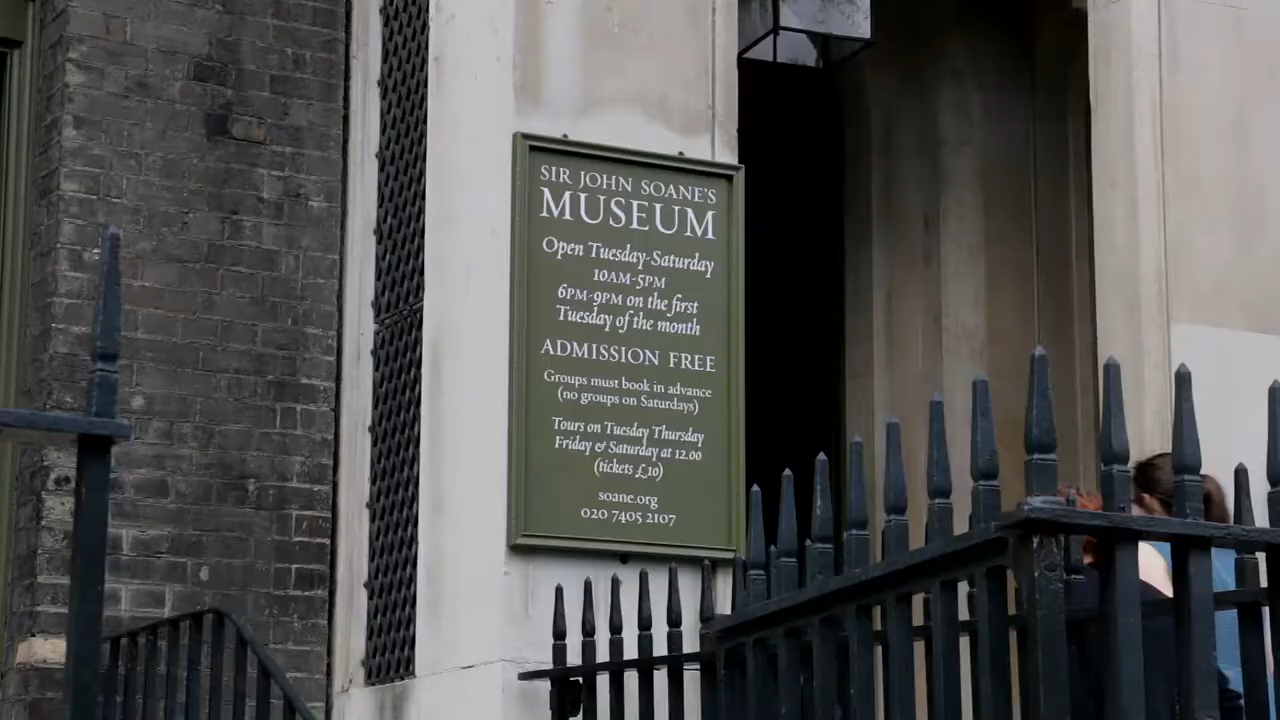 SIR JOHN SOANE'S
MUSEUM
Open Tuesday-Saturday
10AM-5PM
6PM-9PM on the first
Tuesday of the month
ADMISSION FREE
Groups must book in advance
(no groups on Saturdays)
Tours on Tuesday Thursday
Friday & Saturday at 12.00
(tickets £10)
soane.org
020 7405 2107